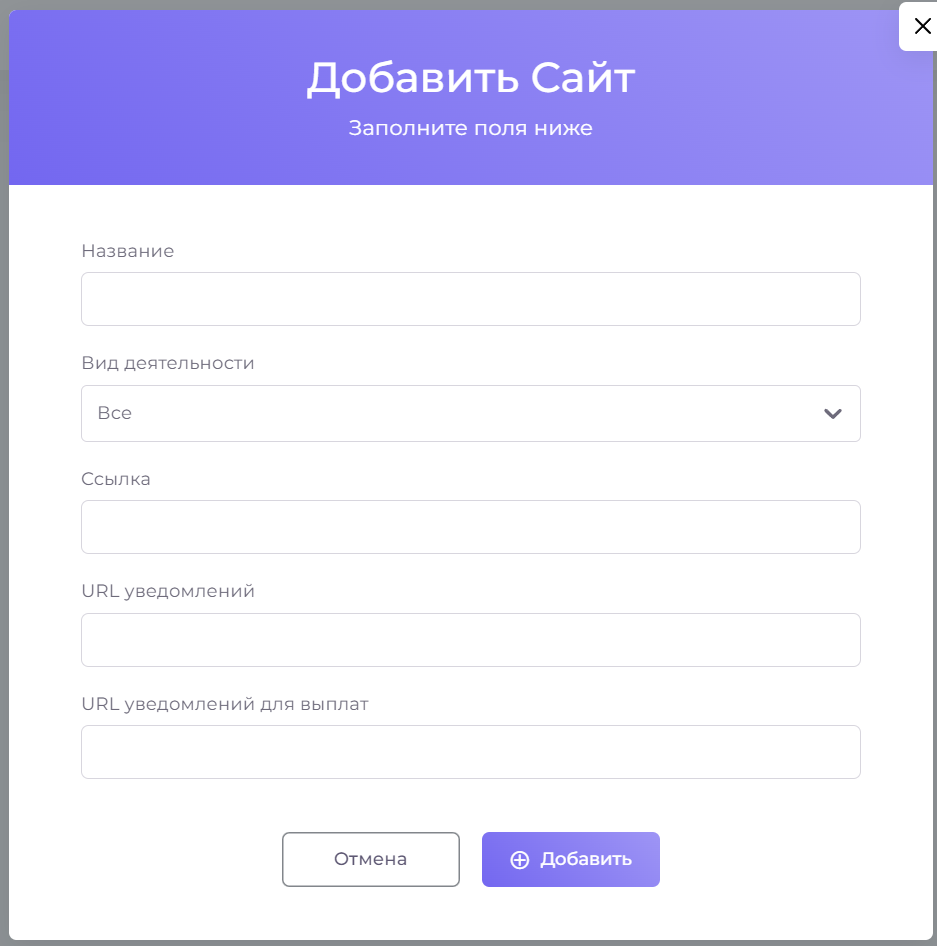 Добавить Сайт
Заполните поля ниже
Название
Вид деятельности
Все
Ссылка
URL уведомлений
URL уведомлений для выплат
Отмена
Добавить